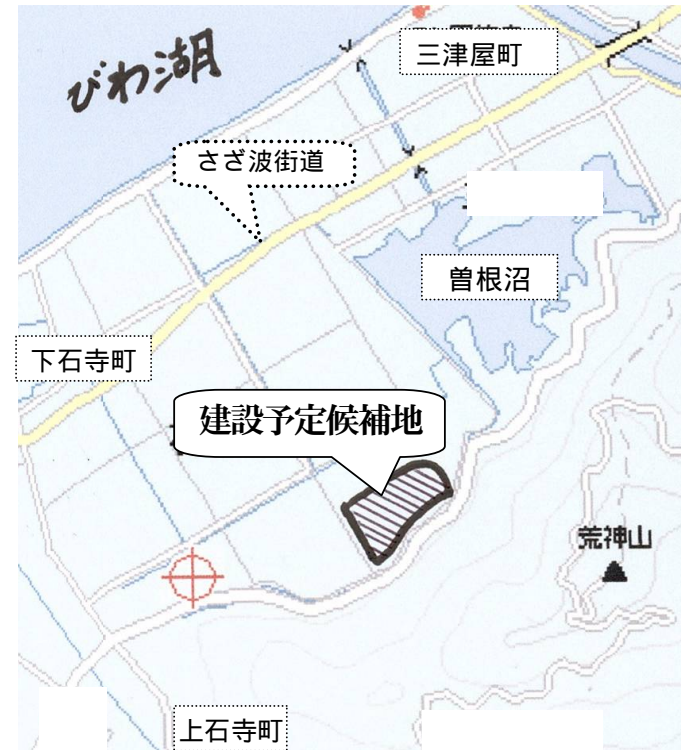 三津屋町
びわ湖
さざ波街道
曽根沼
下石寺町
建設予定候補地
荒神山
上石寺町